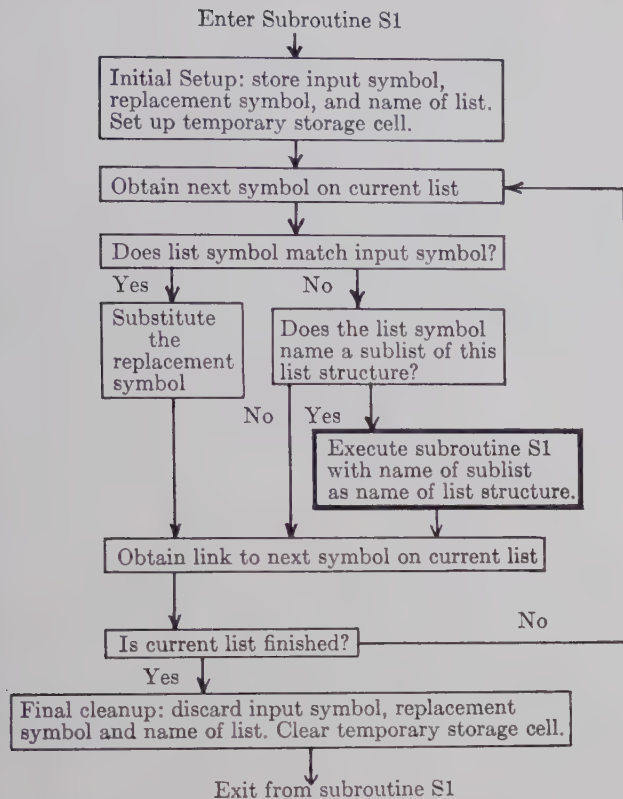 Enter Subroutine S1
Initial Setup: store input symbol,
replacement symbol, and name of list.
Set up temporary storage cell.
Obtain next symbol on current list
Does list symbol match input symbol?
Yes
No
Substitute
the
replacement
symbol
Does the list symbol
name a sublist of this
list structure?
No
Yes
Execute subroutine S1
with name of sublist
as name of list structure.
Obtain link to next symbol on current list
Is current list finished?
No
Yes
Final cleanup: discard input symbol, replacement
symbol and name of list. Clear temporary storage cell.
Exit from subroutine S1